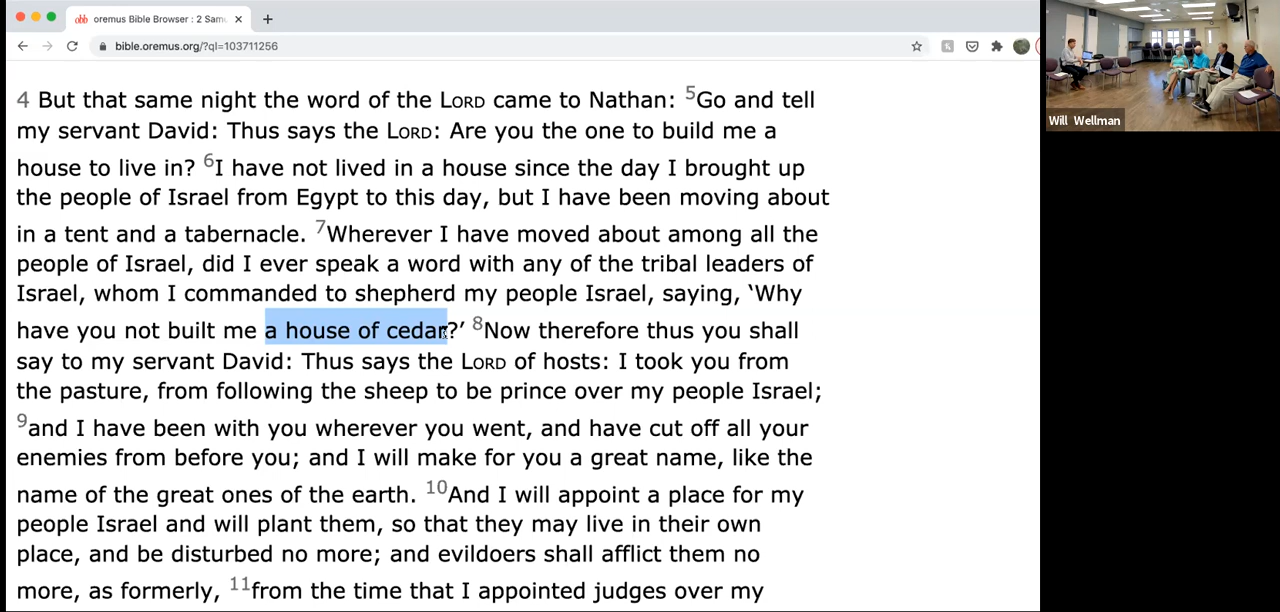 oremus Bible Browser : 2 Samu
bible.oremus.org/?ql=103711256
4 But that same night the word of the LORD came to Nathan: 5Go and tell
my servant David: Thus says the LORD: Are you the one to build me a
house to live in? 6I have not lived in a house since the day I brought up
the people of Israel from Egypt to this day, but I have been moving about
in a tent and a tabernacle. 7Wherever I have moved about among all the
people of Israel, did I ever speak a word with any of the tribal leaders of
Israel, whom I commanded to shepherd my people Israel, saying, ‘Why
have you not built me a house of cedar?’ 8Now therefore thus you shall
say to my servant David: Thus says the LORD of hosts: I took you from
the pasture, from following the sheep to be prince over my people Israel;
9and I have been with you wherever you went, and have cut off all your
enemies from before you; and I will make for you a great name, like the
name of the great ones of the earth. 10And I will appoint a place for my
people Israel and will plant them, so that they may live in their own
place, and be disturbed no more; and evildoers shall afflict them no
more, as formerly, 11from the time that I appointed judges over my
Will Wellman